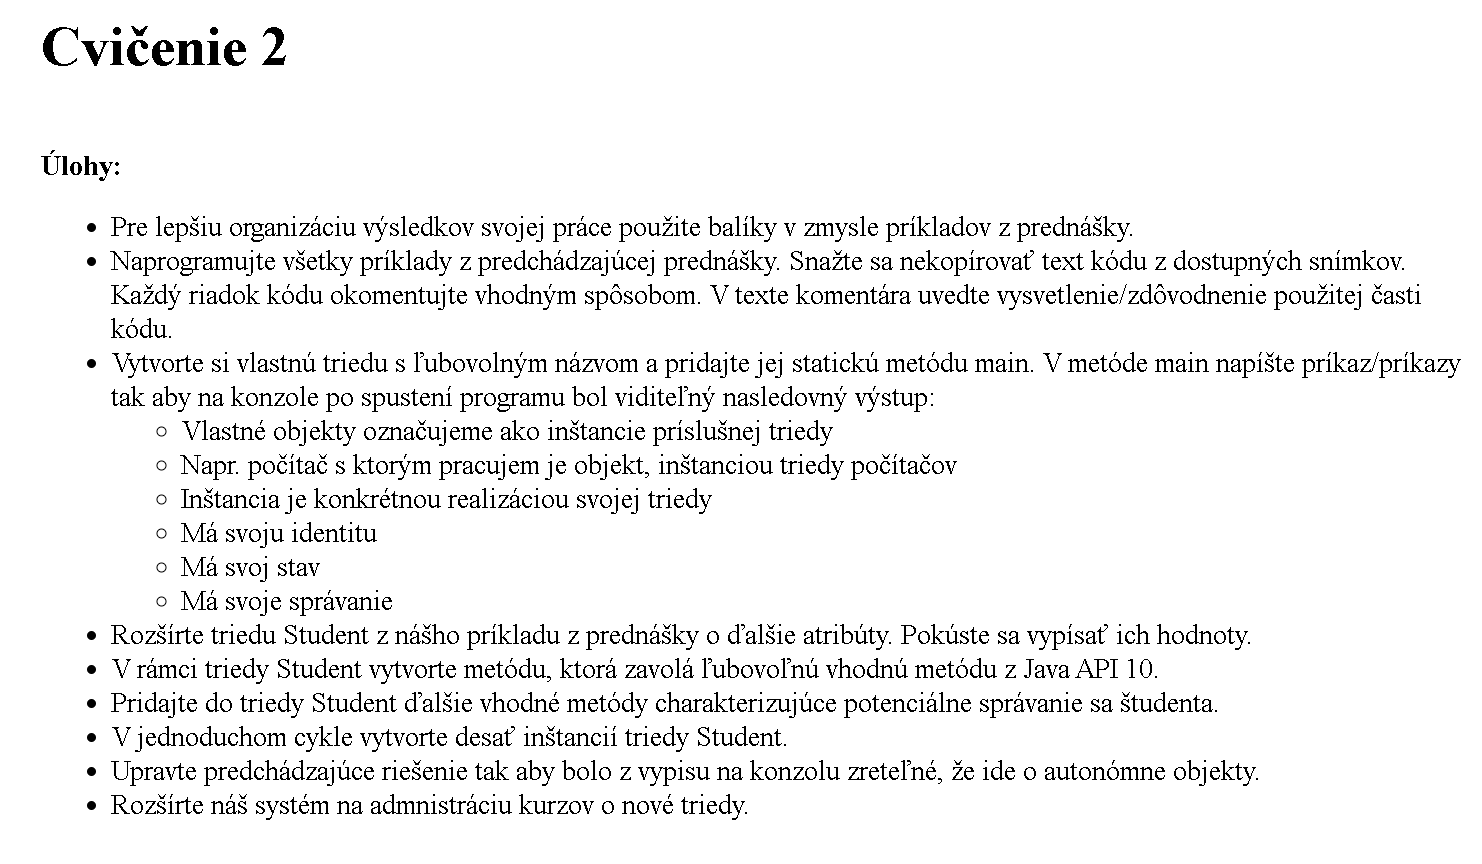 Cvičenie 2
Úlohy:
Pre lepšiu organizáciu výsledkov svojej práce použite balíky v zmysle príkladov z prednášky.
Naprogramujte všetky príklady z predchádzajúcej prednášky. Snažte sa nekopírovať text kódu z dostupných snímkov.
Každý riadok kódu okomentujte vhodným spôsobom. V texte komentára uvedte vysvetlenie/zdôvodnenie použitej časti
kódu.
Vytvorte si vlastnú triedu s ľubovolným názvom a pridajte jej statickú metódu main. V metóde main napíšte príkaz/príkazy
tak aby na konzole po spustení programu bol viditeľný nasledovný výstup:
Vlastné objekty označujeme ako inštancie príslušnej triedy
Napr. počítač s ktorým pracujem je objekt, inštanciou triedy počítačov
Inštancia je konkrétnou realizáciou svojej triedy
Má svoju identitu
Má svoj stav
Má svoje správanie
Rozšírte triedu Student z nášho príkladu z prednášky o ďalšie atribúty. Pokúste sa vypísať ich hodnoty.
V rámci triedy Student vytvorte metódu, ktorá zavolá ľubovoľnú vhodnú metódu z Java API 10.
Pridajte do triedy Student ďalšie vhodné metódy charakterizujúce potenciálne správanie sa študenta.
V jednoduchom cykle vytvorte desať inštancií triedy Student.
Upravte predchádzajúce riešenie tak aby bolo z vypisu na konzolu zreteľné, že ide o autonómne objekty.
Rozšírte náš systém na admnistráciu kurzov o nové triedy.